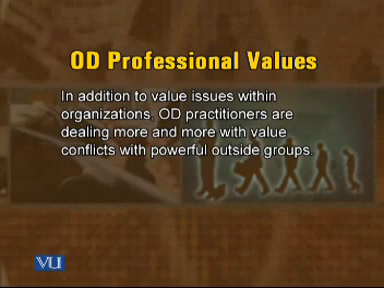 OD Professional Values
In addition to value issues within
organizations, OD practitioners are
dealing more and more with value
conflicts with powerful outside groups.
VU